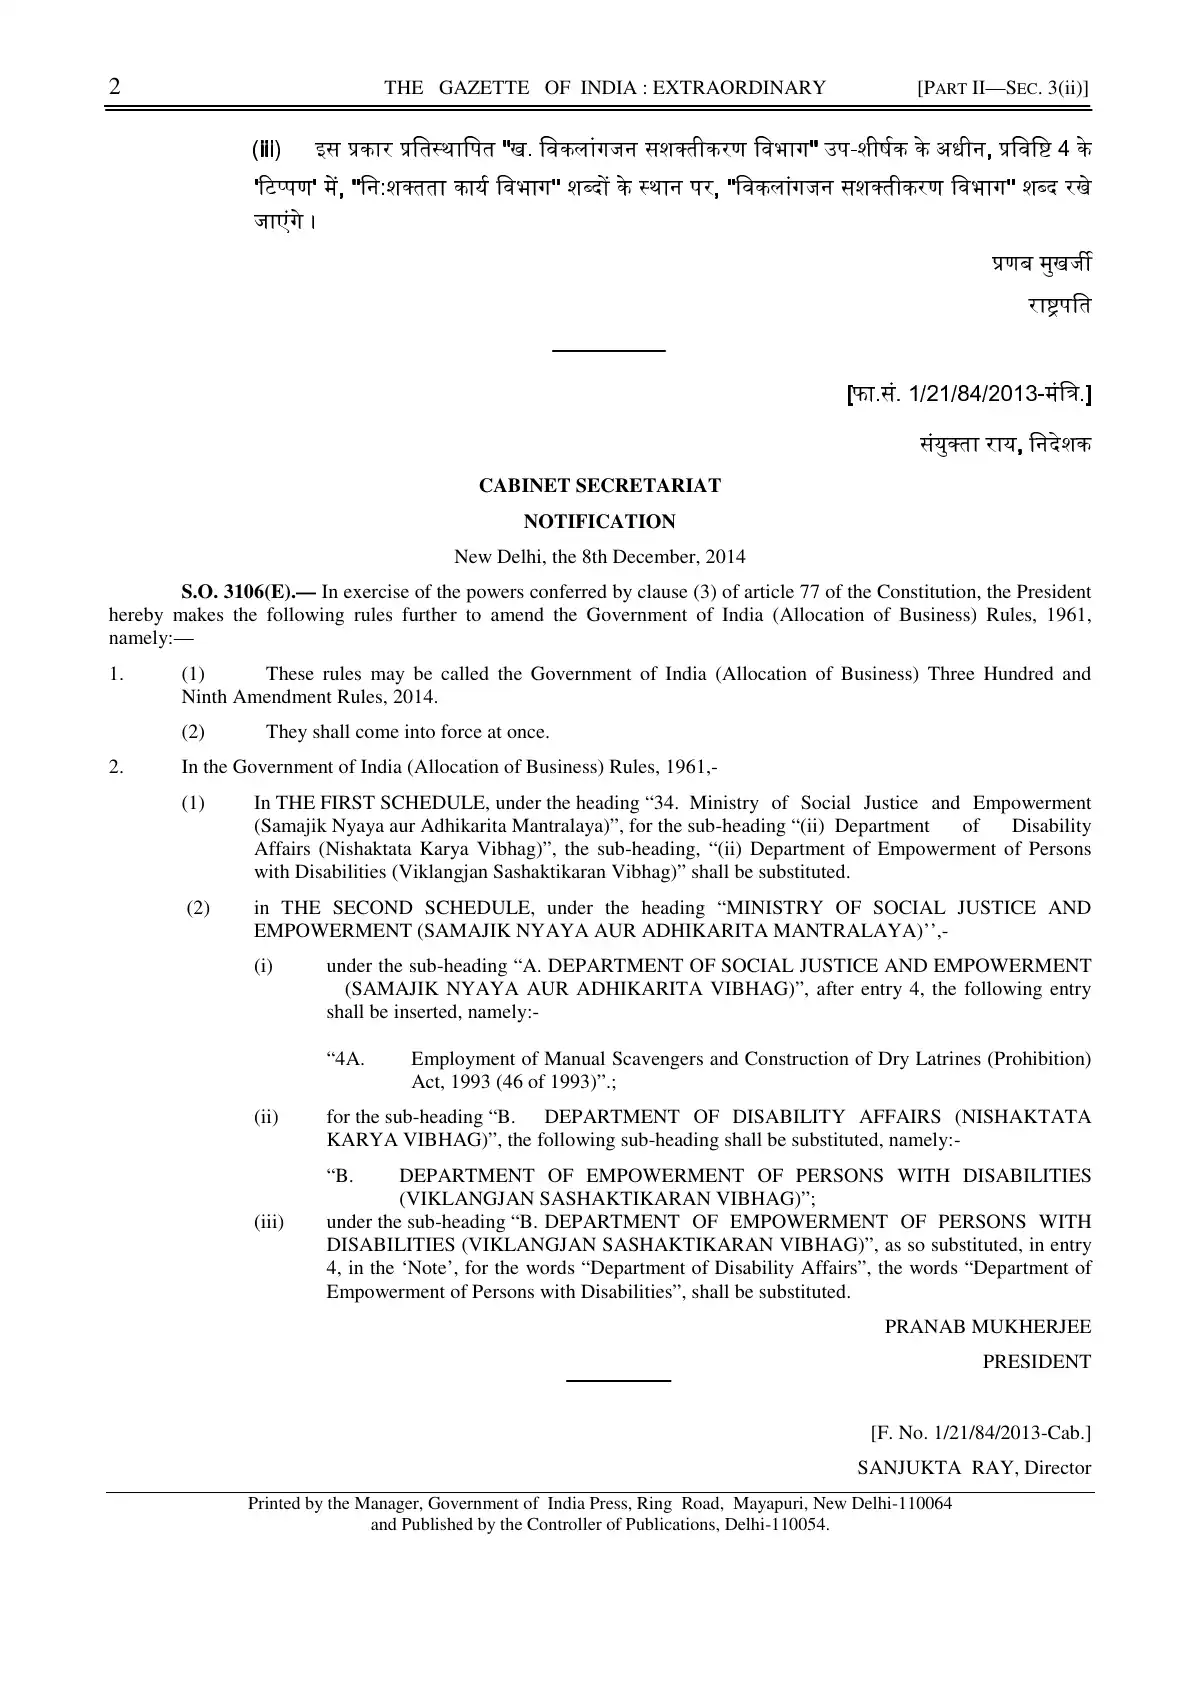 2 THE GAZETTE OF INDIA : EXTRAORDINARY [PART II—SEC. 3(ii)]
(iii) इस प्रकार प्रतिस्थापित "ख. विकलांगजन सशक्तीकरण विभाग" उप-शीर्षक के अधीन, प्रविष्टि 4 के
'टिप्पण' में, "नि:शक्तता कार्य विभाग" शब्दों के स्थान पर, "विकलांगजन सशक्तीकरण विभाग" शब्द रखे
जाएंगे ।
प्रणब मुखर्जी
राष्ट्रपति
[फा.सं. 1/21/84/2013-मंत्रि.]
संयुक्ता राय, निदेशक
CABINET SECRETARIAT
NOTIFICATION
New Delhi, the 8th December, 2014
S.O. 3106(E).— In exercise of the powers conferred by clause (3) of article 77 of the Constitution, the President
hereby makes the following rules further to amend the Government of India (Allocation of Business) Rules, 1961,
namely:—
1. (1) These rules may be called the Government of India (Allocation of Business) Three Hundred and
Ninth Amendment Rules, 2014.
(2) They shall come into force at once.
2. In the Government of India (Allocation of Business) Rules, 1961,-
(1) In THE FIRST SCHEDULE, under the heading “34. Ministry of Social Justice and Empowerment
(Samajik Nyaya aur Adhikarita Mantralaya)”, for the sub-heading “(ii) Department of Disability
Affairs (Nishaktata Karya Vibhag)”, the sub-heading, “(ii) Department of Empowerment of Persons
with Disabilities (Viklangjan Sashaktikaran Vibhag)” shall be substituted.
(2) in THE SECOND SCHEDULE, under the heading “MINISTRY OF SOCIAL JUSTICE AND
EMPOWERMENT (SAMAJIK NYAYA AUR ADHIKARITA MANTRALAYA)’’,-
(i) under the sub-heading “A. DEPARTMENT OF SOCIAL JUSTICE AND EMPOWERMENT
(SAMAJIK NYAYA AUR ADHIKARITA VIBHAG)”, after entry 4, the following entry
shall be inserted, namely:-
“4A. Employment of Manual Scavengers and Construction of Dry Latrines (Prohibition)
Act, 1993 (46 of 1993)”.;
(ii) for the sub-heading “B. DEPARTMENT OF DISABILITY AFFAIRS (NISHAKTATA
KARYA VIBHAG)”, the following sub-heading shall be substituted, namely:-
“B. DEPARTMENT OF EMPOWERMENT OF PERSONS WITH DISABILITIES
(VIKLANGJAN SASHAKTIKARAN VIBHAG)”;
(iii) under the sub-heading “B. DEPARTMENT OF EMPOWERMENT OF PERSONS WITH
DISABILITIES (VIKLANGJAN SASHAKTIKARAN VIBHAG)”, as so substituted, in entry
4, in the ‘Note’, for the words “Department of Disability Affairs”, the words “Department of
Empowerment of Persons with Disabilities”, shall be substituted.
PRANAB MUKHERJEE
PRESIDENT
[F. No. 1/21/84/2013-Cab.]
SANJUKTA RAY, Director
Printed by the Manager, Government of India Press, Ring Road, Mayapuri, New Delhi-110064
and Published by the Controller of Publications, Delhi-110054.